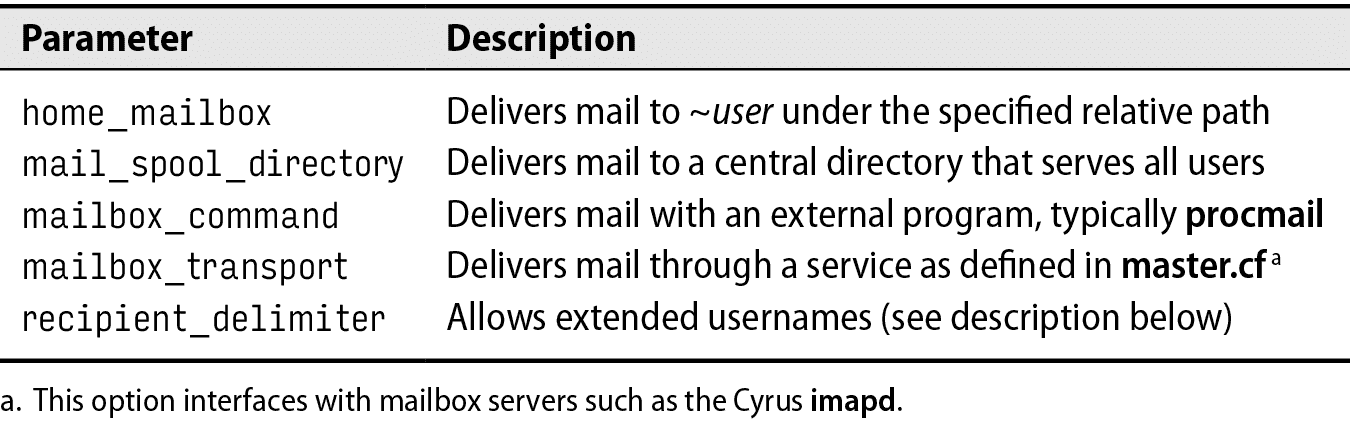 Parameter Description
home_mailbox Delivers mail to ~user under the specified relative path
mail_spool_directory Delivers mail to a central directory that serves all users
mailbox_command Delivers mail with an external program, typically procmail
mailbox_transport Delivers mail through a service as defined in master.cf a
recipient_delimiter Allows extended usernames (see description below)
a. This option interfaces with mailbox servers such as the Cyrus imapd.